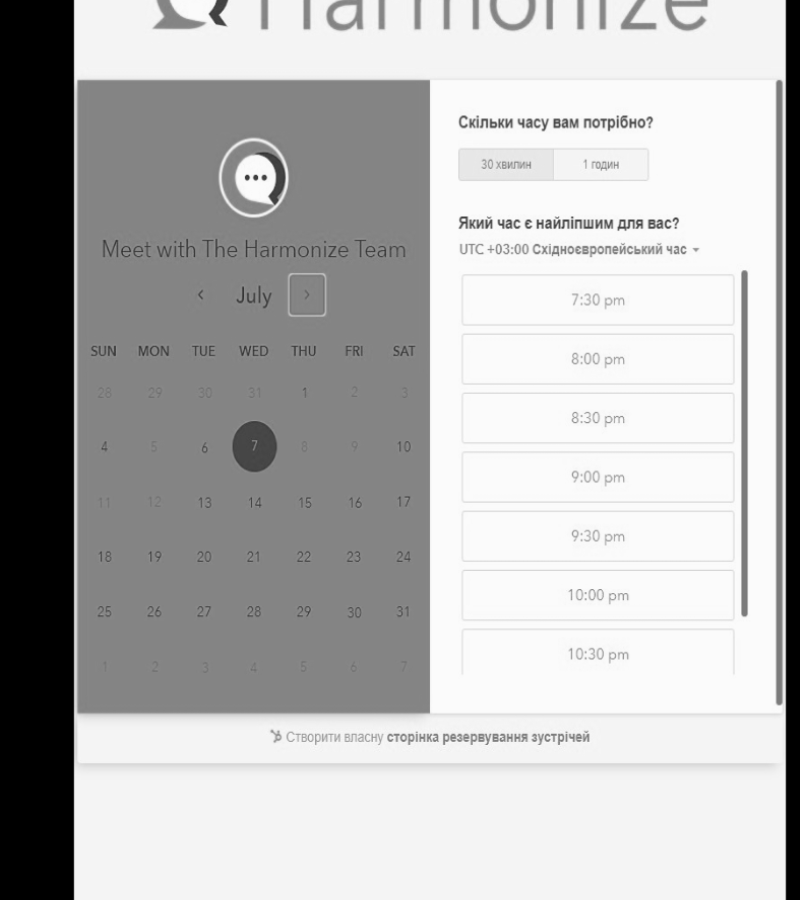 Harmonize
Meet with The Harmonize Team
‹ July ›
SUN MON TUE WED THU FRI SAT
28 29 30 31 1 2 3
4 5 6 7 8 9 10
11 12 13 14 15 16 17
18 19 20 21 22 23 24
25 26 27 28 29 30 31
1 2 3 4 5 6 7
Скільки часу вам потрібно?
30 хвилин 1 годин
Який час є найліпшим для вас?
UTC +03:00 Східноєвропейський час
7:30 pm
8:00 pm
8:30 pm
9:00 pm
9:30 pm
10:00 pm
10:30 pm
Створити власну сторінка резервування зустрічей